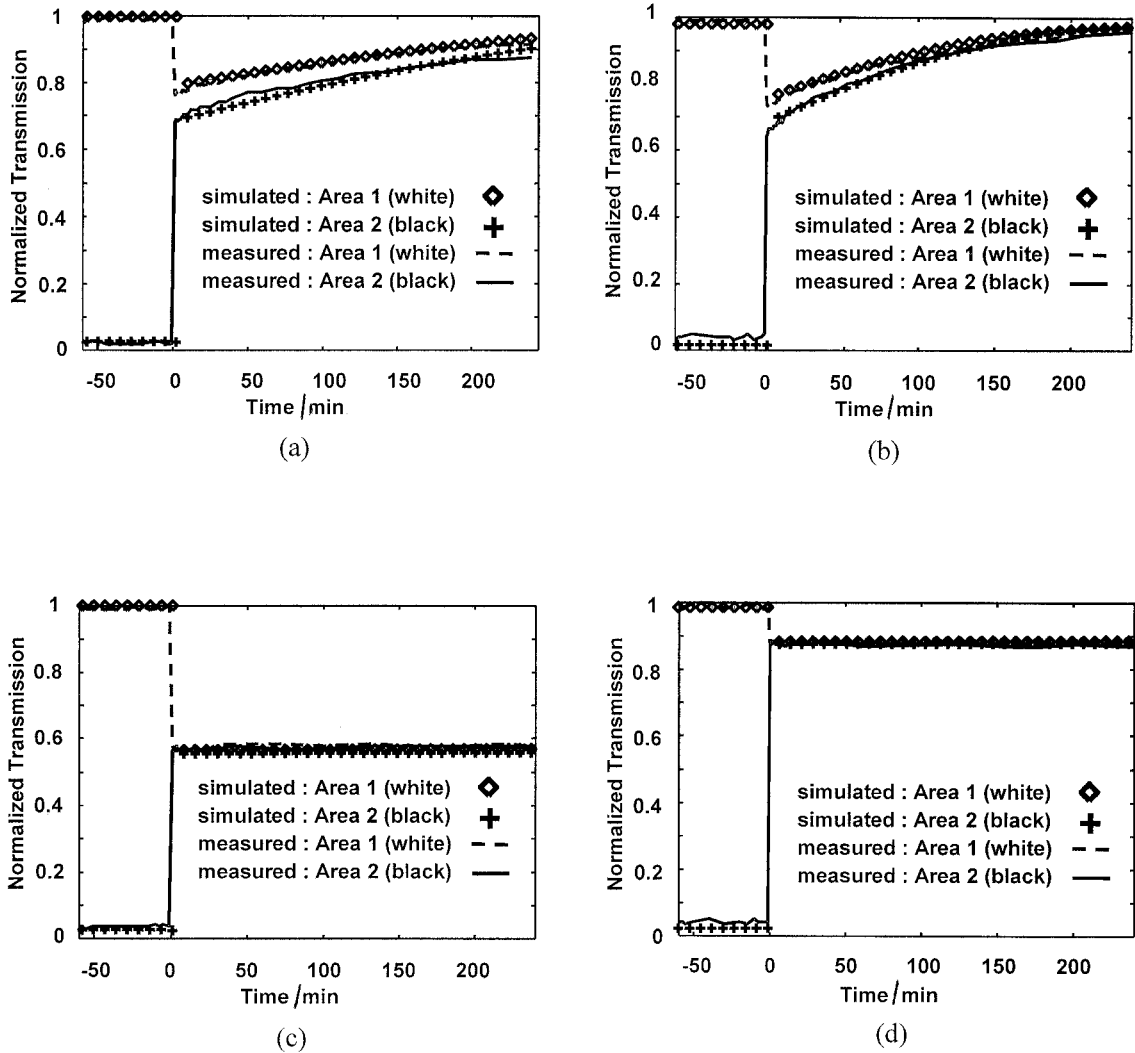 1
0.8
0.6
0.4
0.2
0
Normalized Transmission
simulated : Area 1 (white)
simulated : Area 2 (black)
measured : Area 1 (white)
measured : Area 2 (black)
-50 0 50 100 150 200
Time /min
(a)
1
0.8
0.6
0.4
0.2
0
Normalized Transmission
simulated : Area 1 (white)
simulated : Area 2 (black)
measured : Area 1 (white)
measured : Area 2 (black)
-50 0 50 100 150 200
Time /min
(b)
1
0.8
0.6
0.4
0.2
0
Normalized Transmission
simulated : Area 1 (white)
simulated : Area 2 (black)
measured : Area 1 (white)
measured : Area 2 (black)
-50 0 50 100 150 200
Time /min
(c)
1
0.8
0.6
0.4
0.2
0
Normalized Transmission
simulated : Area 1 (white)
simulated : Area 2 (black)
measured : Area 1 (white)
measured : Area 2 (black)
-50 0 50 100 150 200
Time /min
(d)